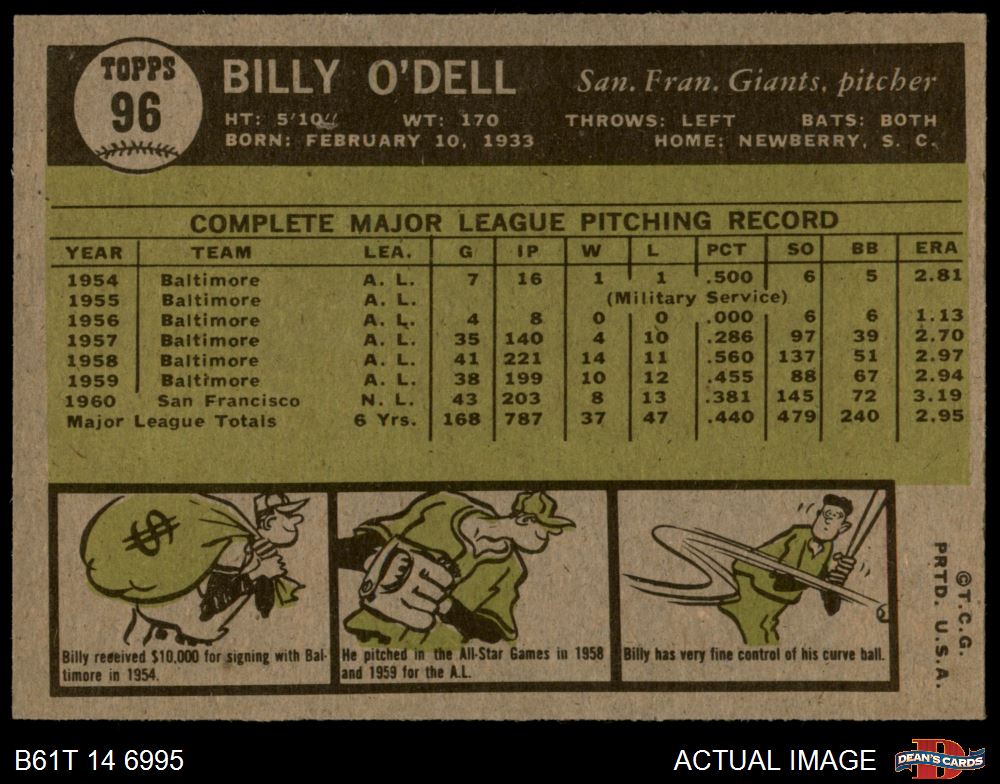 TOPPS
96
BILLY O'DELL
San. Fran. Giants, pitcher
HT: 5'10" WT: 170 THROWS: LEFT BATS: BOTH
BORN: FEBRUARY 10, 1933 HOME: NEWBERRY, S. C.
COMPLETE MAJOR LEAGUE PITCHING RECORD
YEAR TEAM LEA. G IP W L PCT SO BB ERA
1954 Baltimore A. L. 7 16 1 1 .500 6 5 2.81
1955 Baltimore A. L. (Military Service)
1956 Baltimore A. L. 4 8 0 0 .000 6 6 1.13
1957 Baltimore A. L. 35 140 4 10 .286 97 39 2.70
1958 Baltimore A. L. 41 221 14 11 .560 137 51 2.97
1959 Baltimore A. L. 38 199 10 12 .455 88 67 2.94
1960 San Francisco N. L. 43 203 8 13 .381 145 72 3.19
Major League Totals 6 Yrs. 168 787 37 47 .440 479 240 2.95
$
Billy received $10,000 for signing with Bal-
timore in 1954.
He pitched in the All-Star Games in 1958
and 1959 for the A.L.
Billy has very fine control of his curve ball.
©T.C.G.
PRTD. U.S.A.
B61T 14 6995
ACTUAL IMAGE
D
DEAN'S CARDS